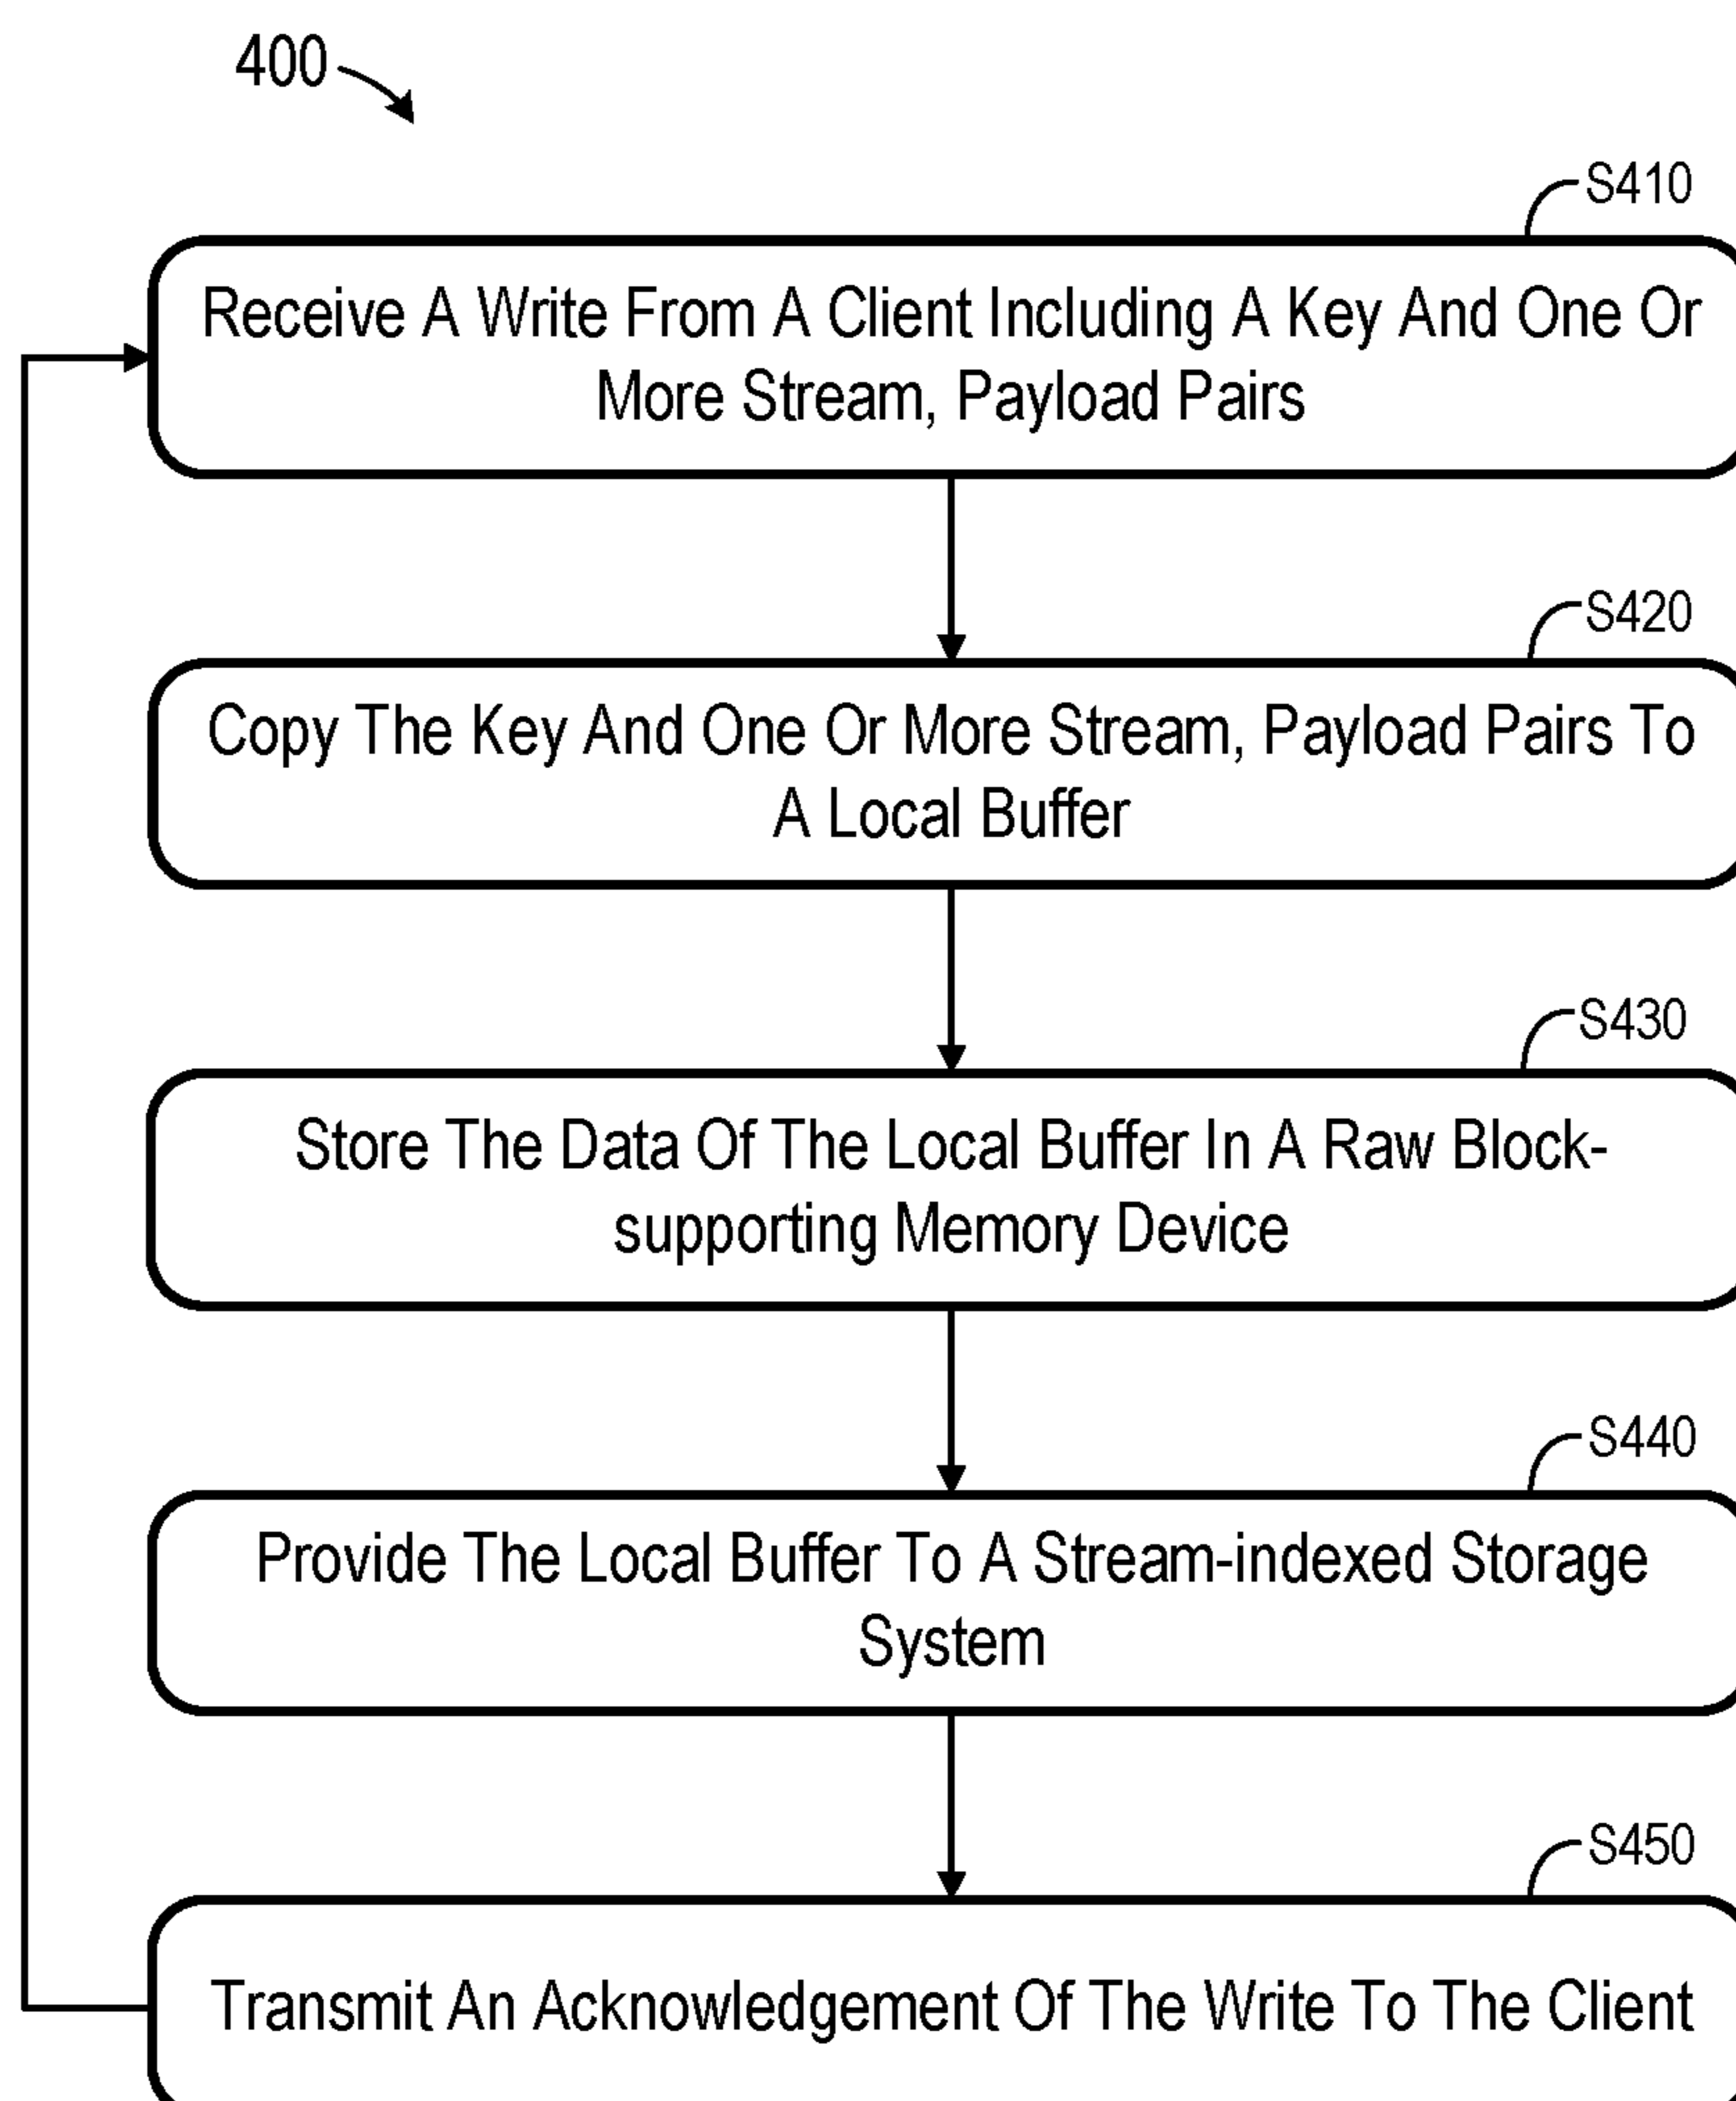 400
S410
Receive A Write From A Client Including A Key And One Or
More Stream, Payload Pairs
S420
Copy The Key And One Or More Stream, Payload Pairs To
A Local Buffer
S430
Store The Data Of The Local Buffer In A Raw Block-
supporting Memory Device
S440
Provide The Local Buffer To A Stream-indexed Storage
System
S450
Transmit An Acknowledgement Of The Write To The Client